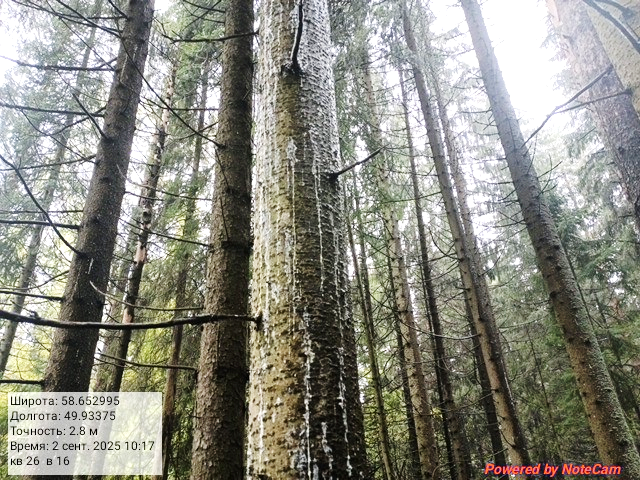 Широта: 58.652995
Долгота: 49.93375
Точность: 2.8 м
Время: 2 сент. 2025 10:17
кв 26 в 16
Powered by NoteCam